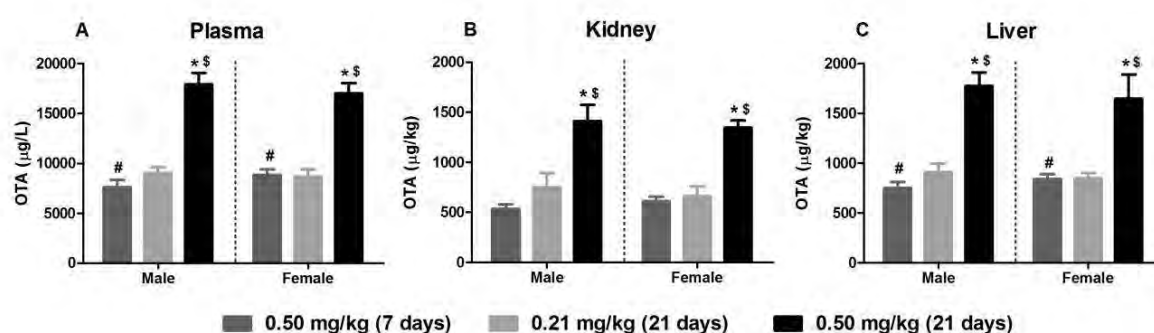 A Plasma
OTA (µg/L)
20000
15000
10000
5000
0
# * $ # * $
Male Female
B Kidney
OTA (µg/kg)
2000
1500
1000
500
0
* $ * $
Male Female
C Liver
OTA (µg/kg)
2000
1500
1000
500
0
# * $ # * $
Male Female
0.50 mg/kg (7 days) 0.21 mg/kg (21 days) 0.50 mg/kg (21 days)